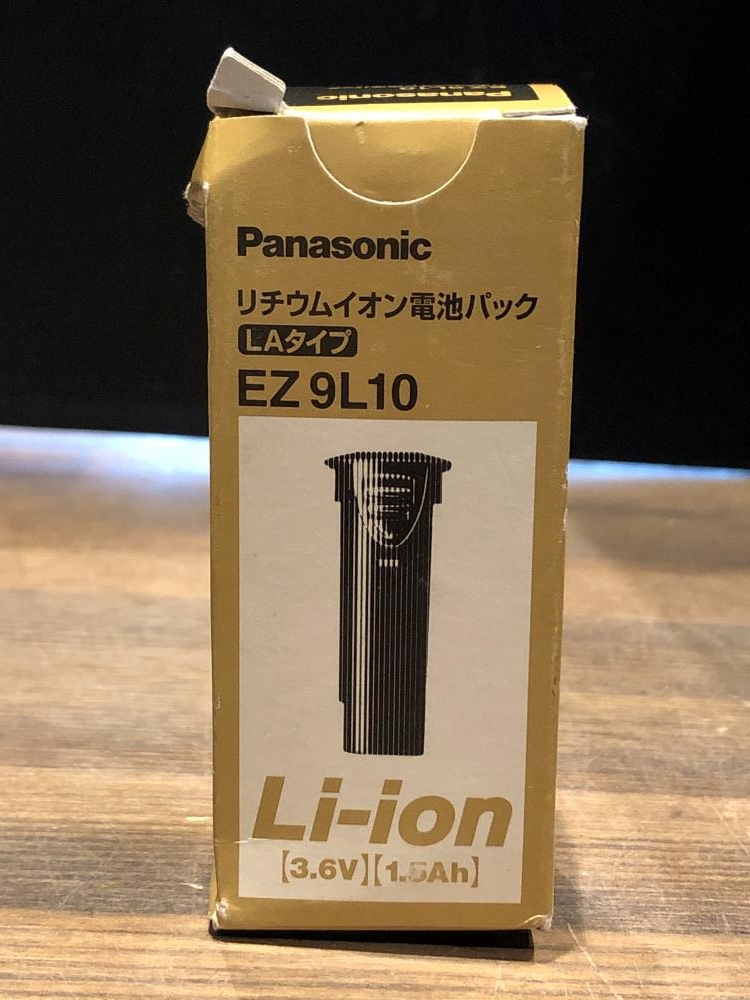 Panasonic
Panasonic
リチウムイオン電池パック
LAタイプ
EZ 9L10
Li-ion
【3.6V】【1.5Ah】